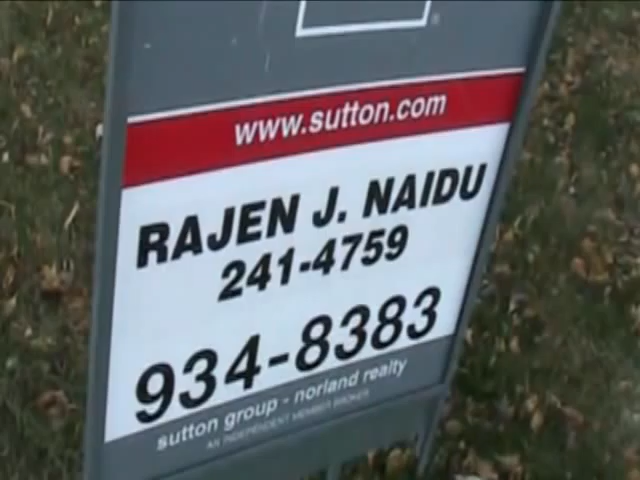 www.sutton.com
RAJEN J. NAIDU
241-4759
934-8383
sutton group - norland realty
AN INDEPENDENT MEMBER BROKER